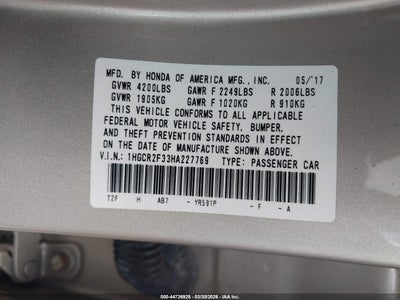 MFD. BY HONDA OF AMERICA MFG., INC. 05/17
GVWR 4200LBS GAWR F 2249LBS R 2006LBS
GVWR 1905KG GAWR F 1020KG R 910KG
THIS VEHICLE CONFORMS TO ALL APPLICABLE
FEDERAL MOTOR VEHICLE SAFETY, BUMPER,
AND THEFT PREVENTION STANDARDS IN EFFECT
ON THE DATE OF MANUFACTURE SHOWN ABOVE.
V.I.N.: 1HGCR2F33HA227769 TYPE: PASSENGER CAR
T2F H AB7 - YR591P - F - A
000-44726928 - 03/30/2026 - IAA, Inc.